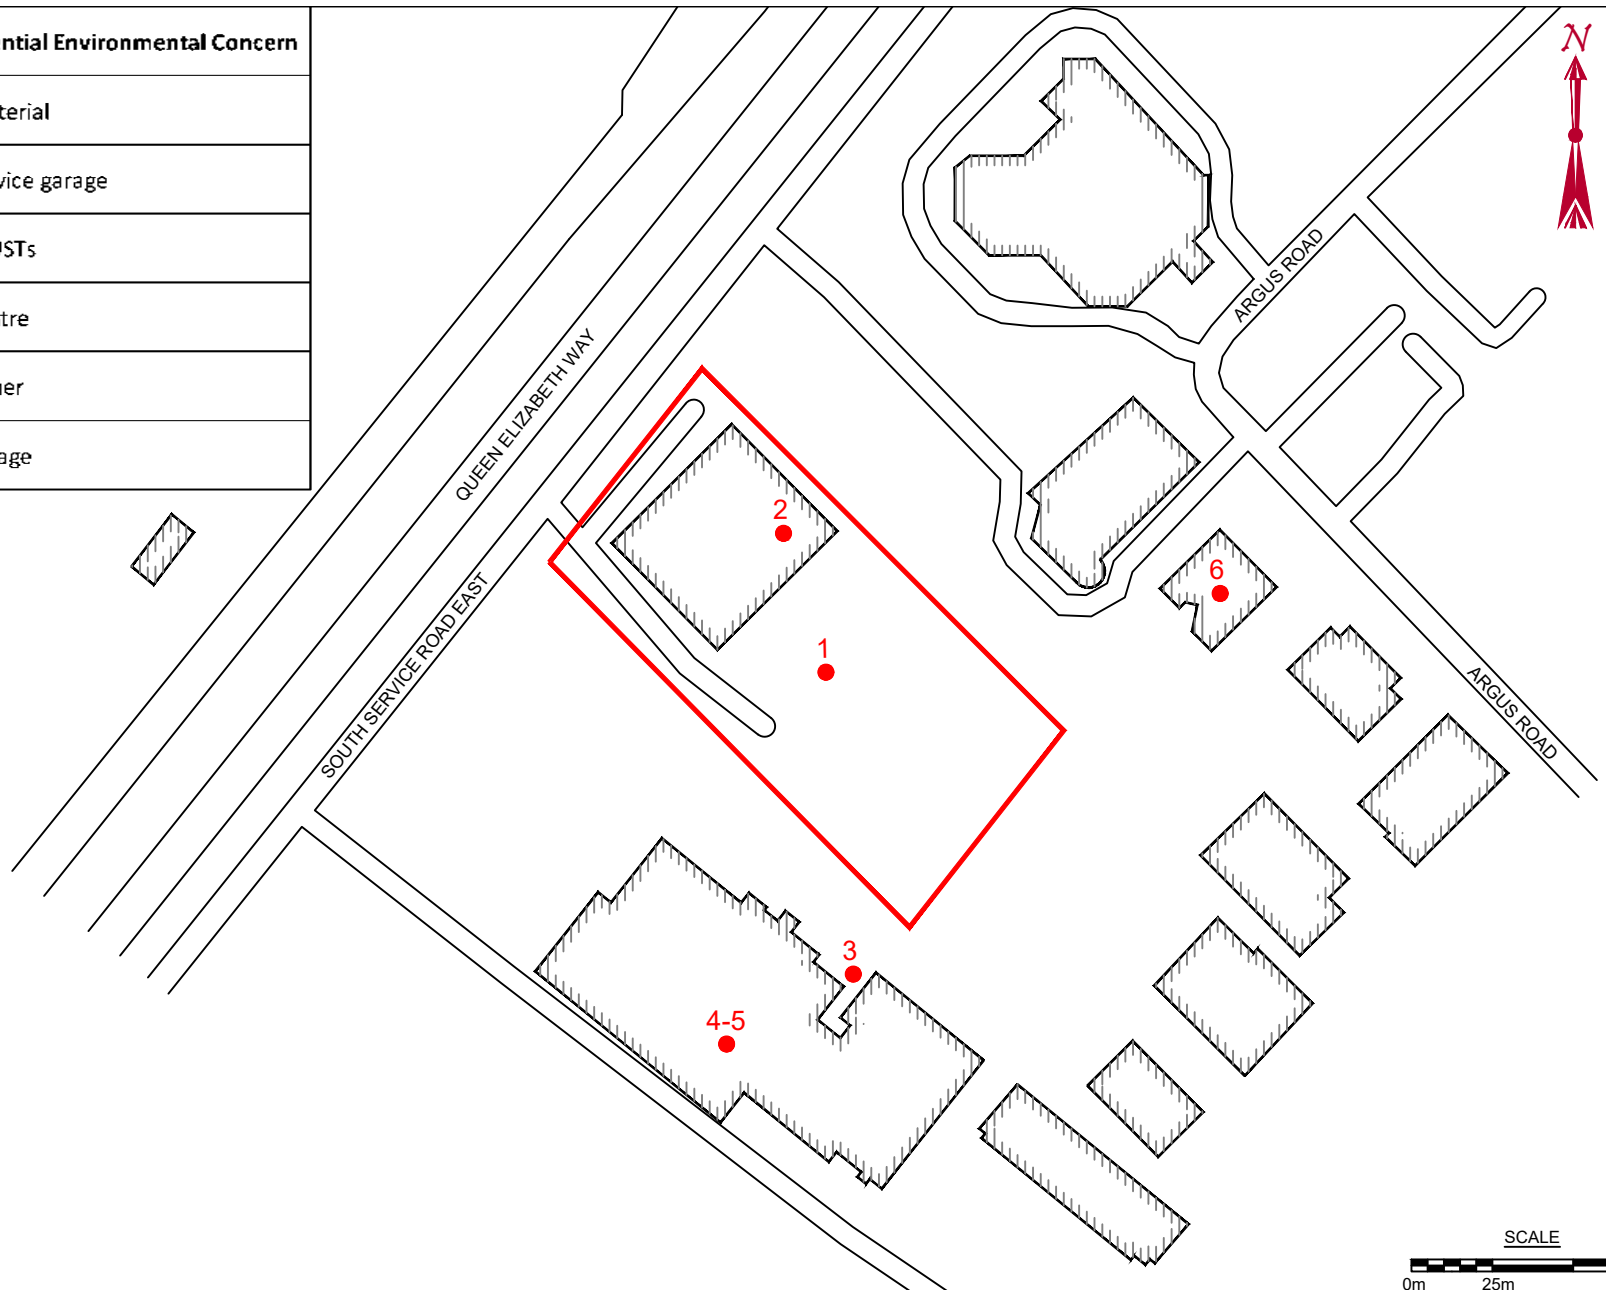 ntial Environmental Concern
terial
vice garage
STs
tre
er
age
N
ARGUS ROAD
QUEEN ELIZABETH WAY
2
6
1
SOUTH SERVICE ROAD EAST
ARGUS ROAD
3
4-5
SCALE
0m 25m